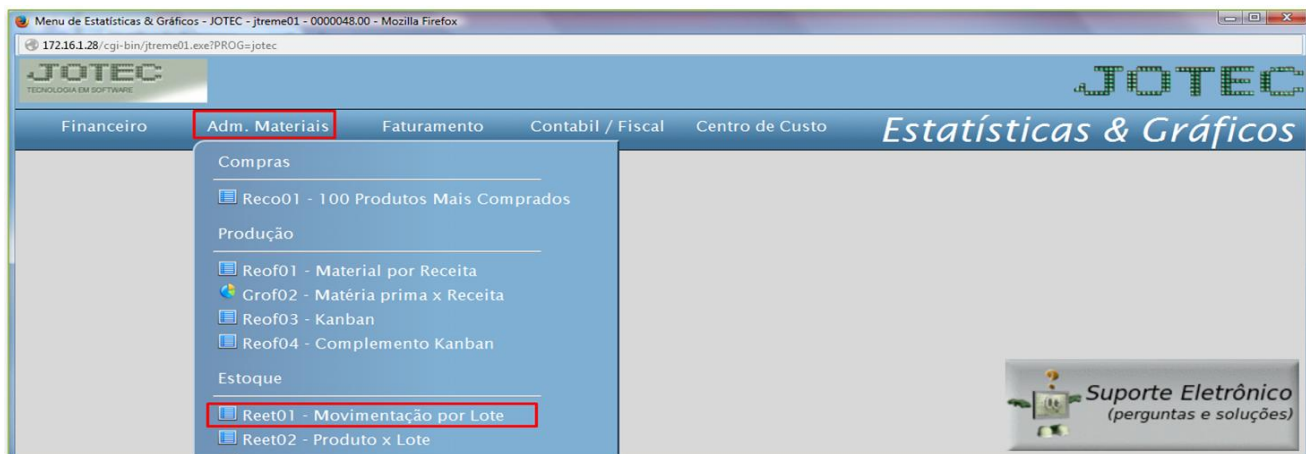 Menu de Estatísticas & Gráficos - JOTEC - jtreme01 - 0000048.00 - Mozilla Firefox
172.16.1.28/cgi-bin/jtreme01.exe?PROG=jotec
JOTEC
TECNOLOGIA EM SOFTWARE
JOTEC
Financeiro Adm. Materiais Faturamento Contabil / Fiscal Centro de Custo Estatísticas & Gráficos
Compras
Reco01 - 100 Produtos Mais Comprados
Produção
Reof01 - Material por Receita
Grof02 - Matéria prima x Receita
Reof03 - Kanban
Reof04 - Complemento Kanban
Estoque
Reet01 - Movimentação por Lote
Reet02 - Produto x Lote
Suporte Eletrônico
(perguntas e soluções)